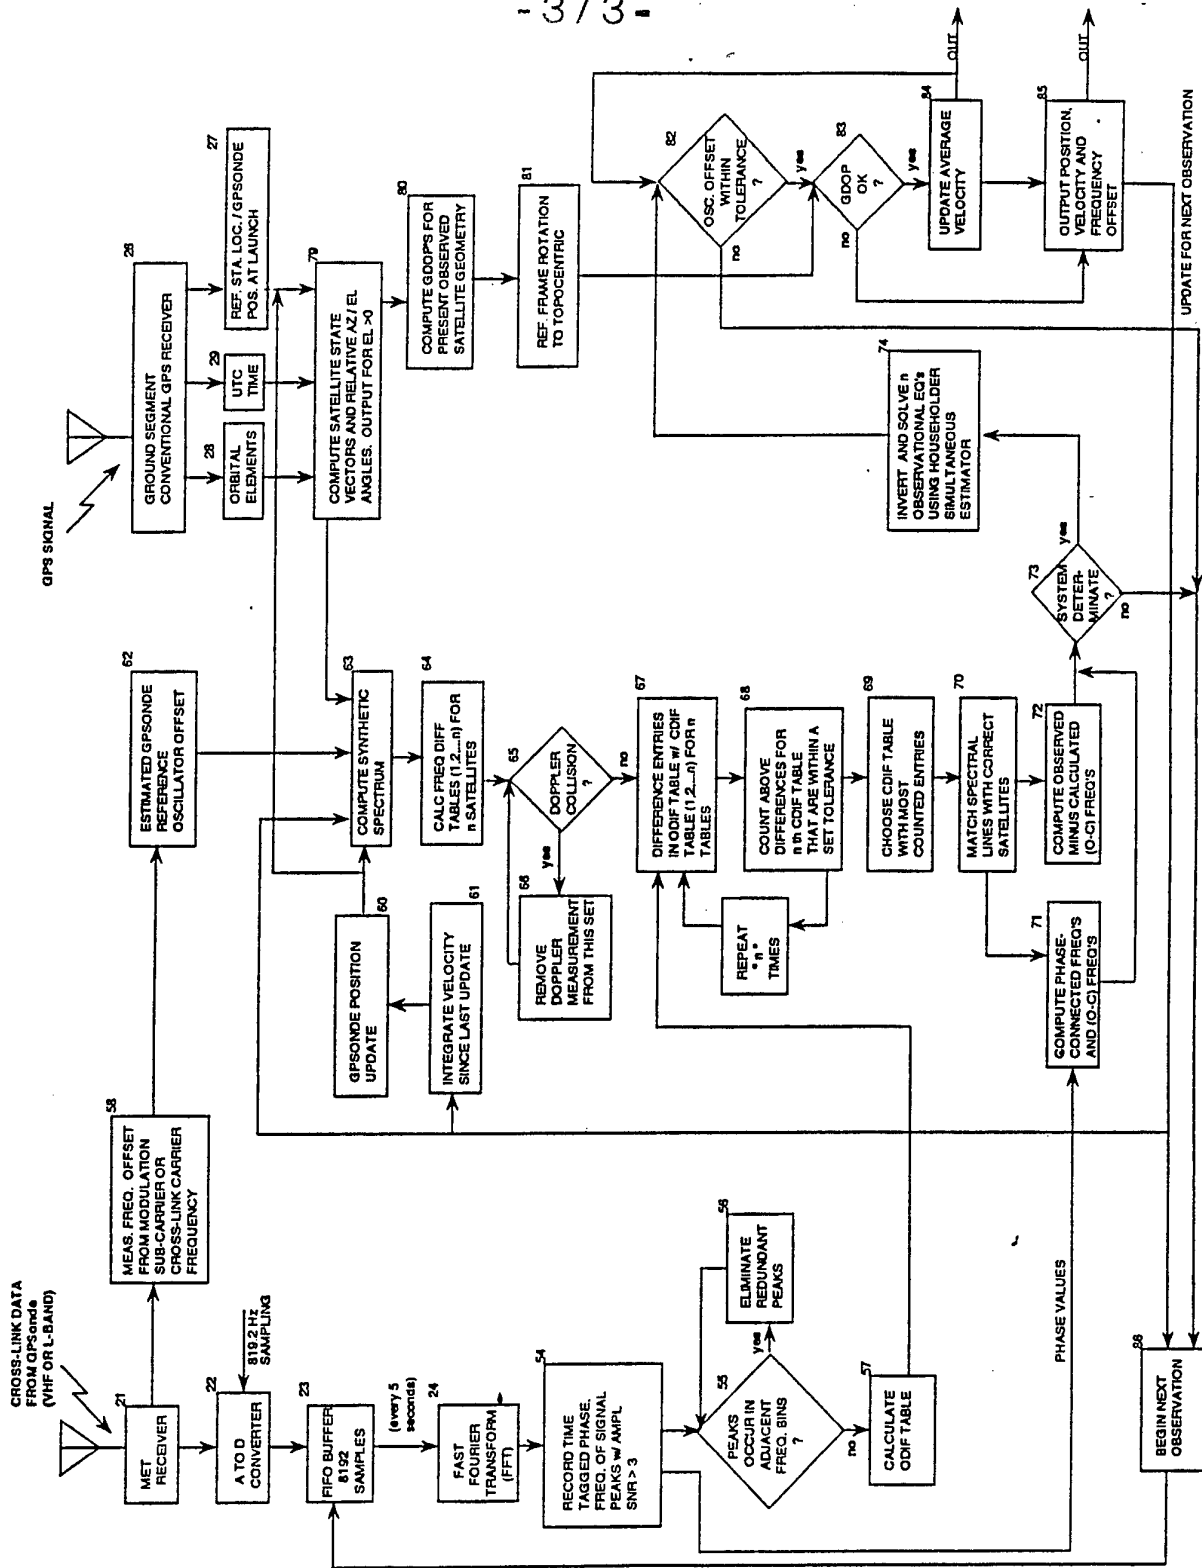 -3/3-
CROSS-LINK DATA
FROM GPSonde
(VHF OR L-BAND)
21
MET
RECEIVER
22
A TO D
CONVERTER
819.2 Hz
SAMPLING
23
FIFO BUFFER
8192
SAMPLES
(every 5
seconds)
24
FAST
FOURIER
TRANSFORM
(FFT)
54
RECORD TIME
TAGGED PHASE,
FREQ. OF SIGNAL
PEAKS w/ AMPL
SNR > 3
55
PEAKS
OCCUR IN
ADJACENT
FREQ. BINS
?
yes
no
56
ELIMINATE
REDUNDANT
PEAKS
57
CALCULATE
ODIF TABLE
PHASE VALUES
86
BEGIN NEXT
OBSERVATION
58
MEAS. FREQ. OFFSET
FROM MODULATION
SUB-CARRIER OR
CROSS-LINK CARRIER
FREQUENCY
62
ESTIMATED GPSONDE
REFERENCE
OSCILLATOR OFFSET
60
GPSONDE POSITION
UPDATE
61
INTEGRATE VELOCITY
SINCE LAST UPDATE
63
COMPUTE SYNTHETIC
SPECTRUM
64
CALC FREQ DIFF
TABLES (1,2,...n) FOR
n SATELLITES
65
DOPPLER
COLLISION
?
yes
no
66
REMOVE
DOPPLER
MEASUREMENT
FROM THIS SET
67
DIFFERENCE ENTRIES
IN ODIF TABLE w/ CDIF
TABLE (1,2,...n) FOR n
TABLES
68
COUNT ABOVE
DIFFERENCES FOR
n th CDIF TABLE
THAT ARE WITHIN A
SET TOLERANCE
REPEAT
"n"
TIMES
69
CHOOSE CDIF TABLE
WITH MOST
COUNTED ENTRIES
70
MATCH SPECTRAL
LINES WITH CORRECT
SATELLITES
71
COMPUTE PHASE-
CONNECTED FREQ'S
AND (O-C) FREQ'S
72
COMPUTE OBSERVED
MINUS CALCULATED
(O-C) FREQ'S
73
SYSTEM
DETER-
MINATE
?
yes
no
74
INVERT AND SOLVE n
OBSERVATIONAL EQ's
USING HOUSEHOLDER
SIMULTANEOUS
ESTIMATOR
GPS SIGNAL
26
GROUND SEGMENT
CONVENTIONAL GPS RECEIVER
28
ORBITAL
ELEMENTS
29
UTC
TIME
27
REF. STA. LOC. / GPSONDE
POS. AT LAUNCH
79
COMPUTE SATELLITE STATE
VECTORS AND RELATIVE AZ / EL
ANGLES. OUTPUT FOR EL >0
80
COMPUTE GDOP'S FOR
PRESENT OBSERVED
SATELLITE GEOMETRY
81
REF. FRAME ROTATION
TO TOPOCENTRIC
82
OSC. OFFSET
WITHIN
TOLERANCE
?
yes
no
83
GDOP
OK
?
yes
no
84
UPDATE AVERAGE
VELOCITY
OUT
85
OUTPUT POSITION,
VELOCITY AND
FREQUENCY
OFFSET
OUT
UPDATE FOR NEXT OBSERVATION